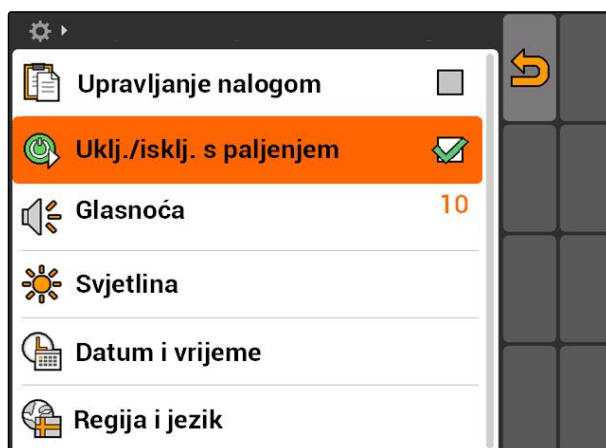 Upravljanje nalogom
Uklj./isklj. s paljenjem
Glasnoća 10
Svjetlina
Datum i vrijeme
Regija i jezik